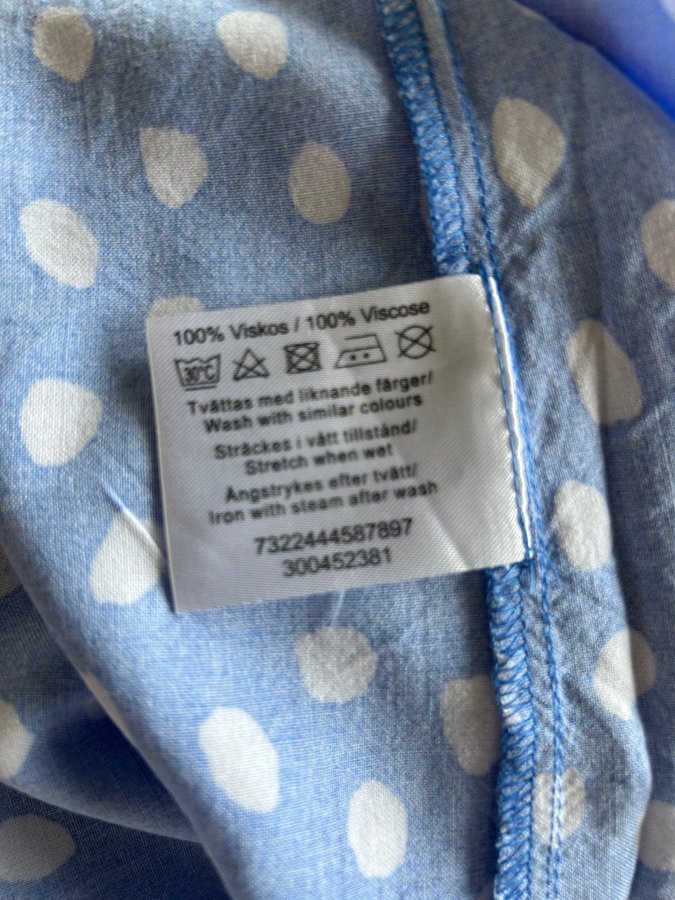 100% Viskos / 100% Viscose
30°C
Tvättas med liknande färger/
Wash with similar colours
Sträckes i vått tillstånd/
Stretch when wet
Ångstrykes efter tvätt/
Iron with steam after wash
7322444587897
300452381